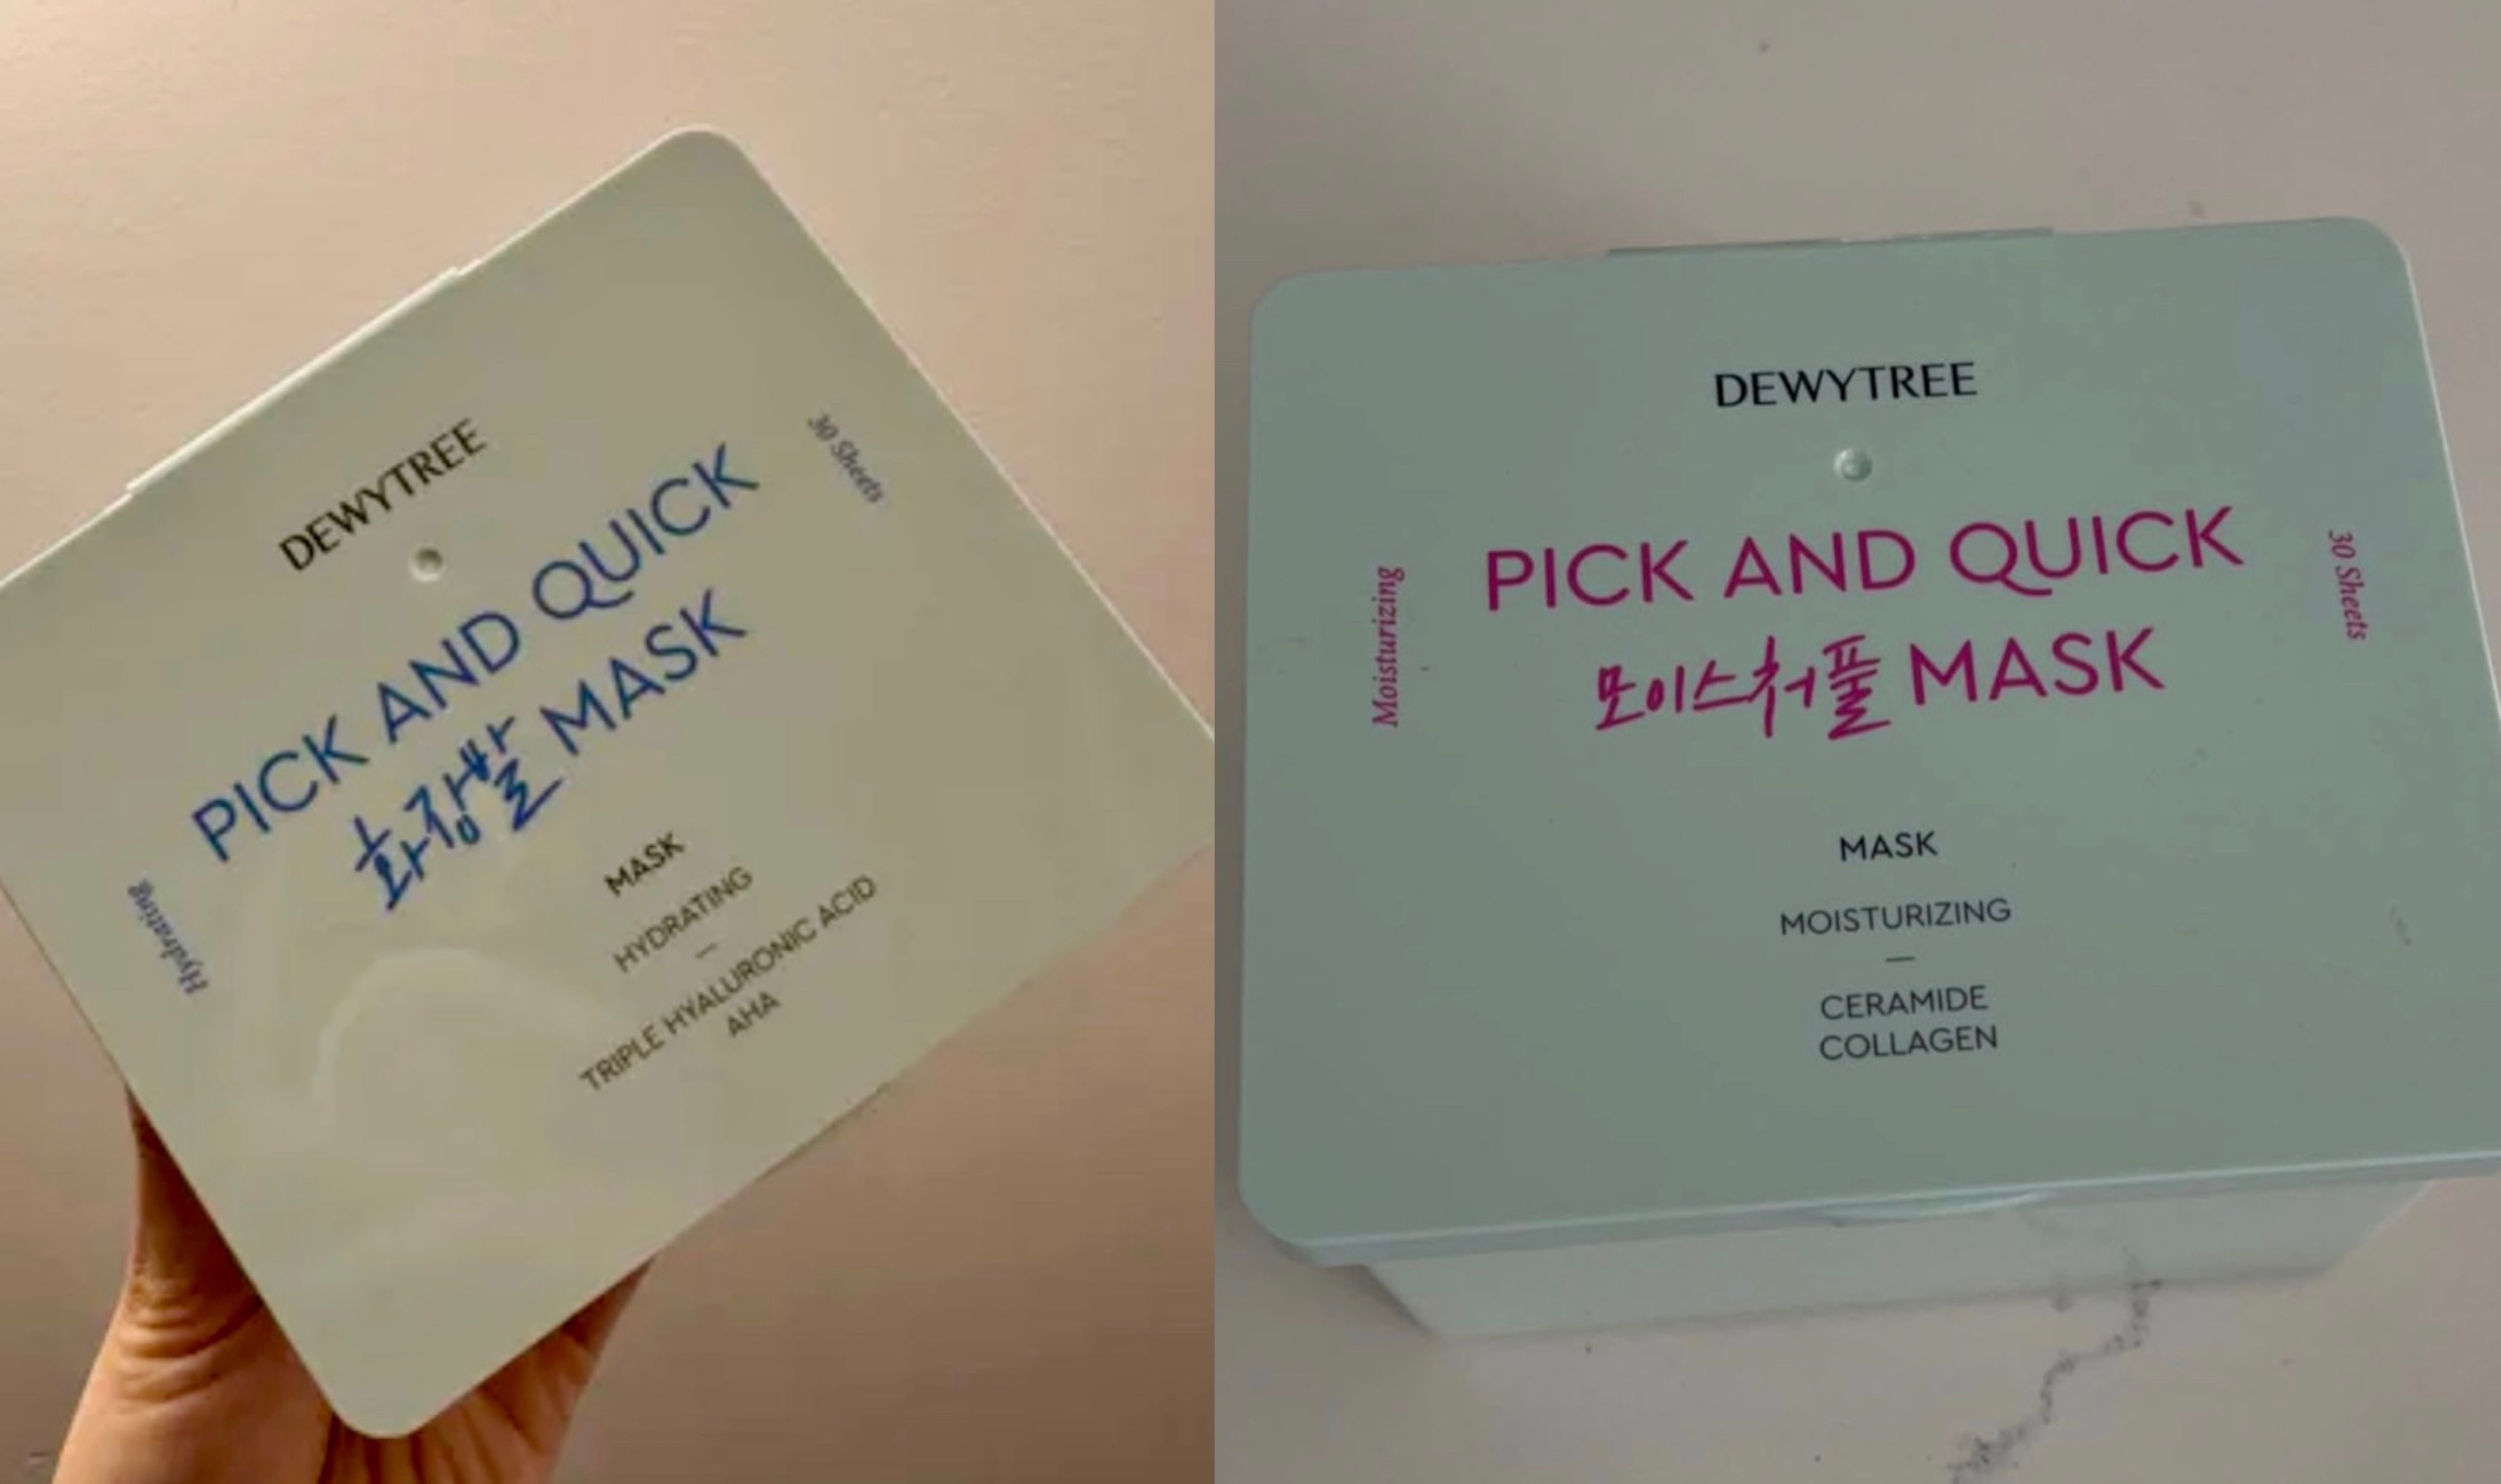 DEWYTREE
PICK AND QUICK
화잘발 MASK
Hydrating
30 Sheets
MASK
HYDRATING
—
TRIPLE HYALURONIC ACID
AHA
DEWYTREE
PICK AND QUICK
모이스처풀 MASK
Moisturizing
30 Sheets
MASK
MOISTURIZING
—
CERAMIDE
COLLAGEN